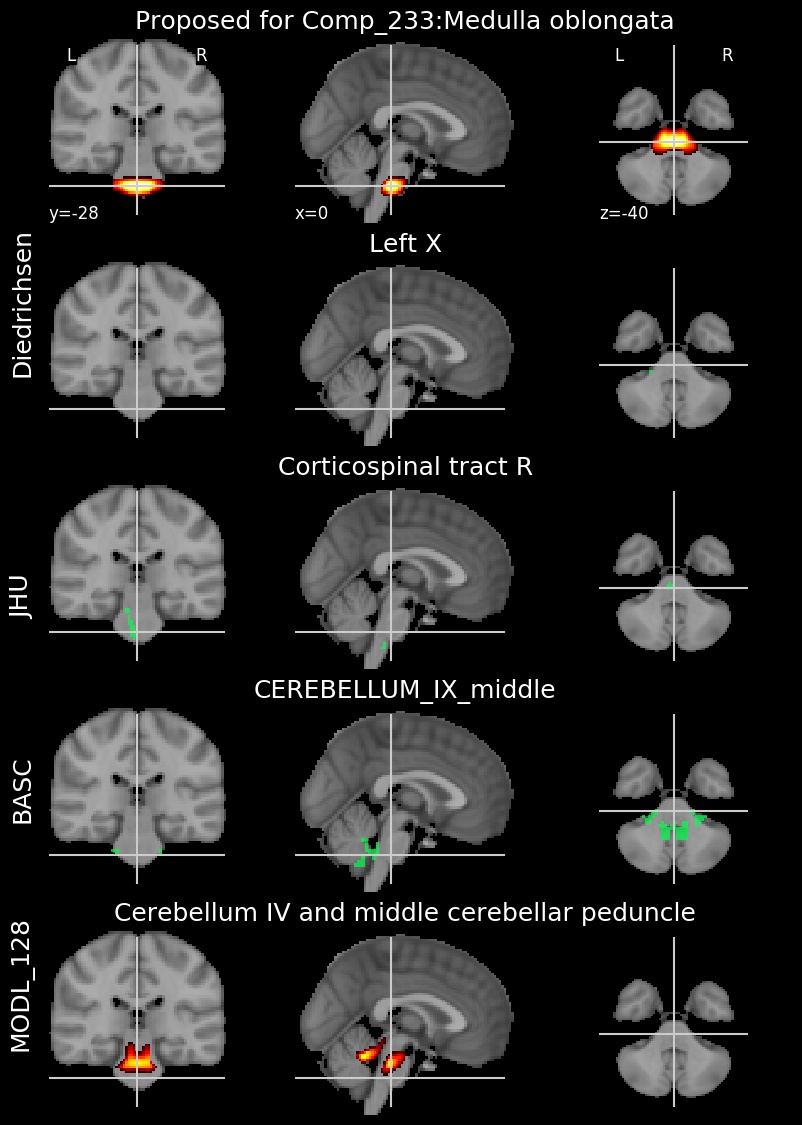 Proposed for Comp_233:Medulla oblongata
L R L R
y=-28 x=0 z=-40
Diedrichsen
Left X
JHU
Corticospinal tract R
BASC
CEREBELLUM_IX_middle
MODL_128
Cerebellum IV and middle cerebellar peduncle